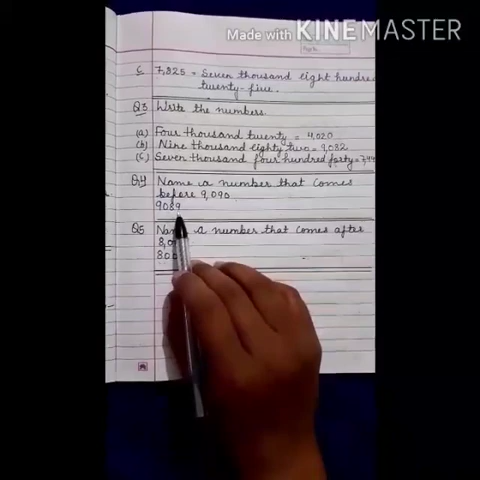 Made with KINEMASTER
C 7,825 = Seven thousand eight hundred
twenty-five.
Q3 Write the numbers.
(a) Four thousand twenty = 4,020
(b) Nine thousand eighty two = 9,082
(c) Seven thousand four hundred forty = 7,44
Q4 Name a number that comes
before 9,090
9089
Q5 a number that comes after